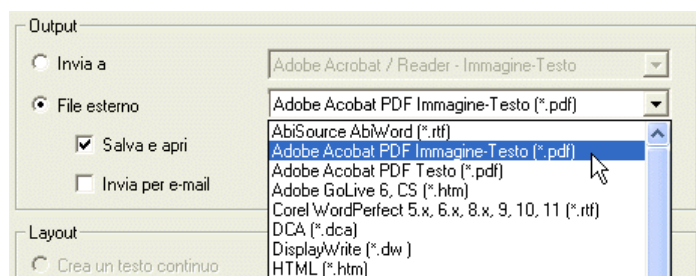 Output
Invia a
Adobe Acrobat / Reader - Immagine-Testo
File esterno
Adobe Acobat PDF Immagine-Testo (*.pdf)
Salva e apri
Invia per e-mail
AbiSource AbiWord (*.rtf)
Adobe Acobat PDF Immagine-Testo (*.pdf)
Adobe Acobat PDF Testo (*.pdf)
Adobe GoLive 6, CS (*.htm)
Corel WordPerfect 5.x, 6.x, 8.x, 9, 10, 11 (*.rtf)
DCA (*.dca)
DisplayWrite (*.dw )
HTML (*.htm)
Layout
Crea un testo continuo